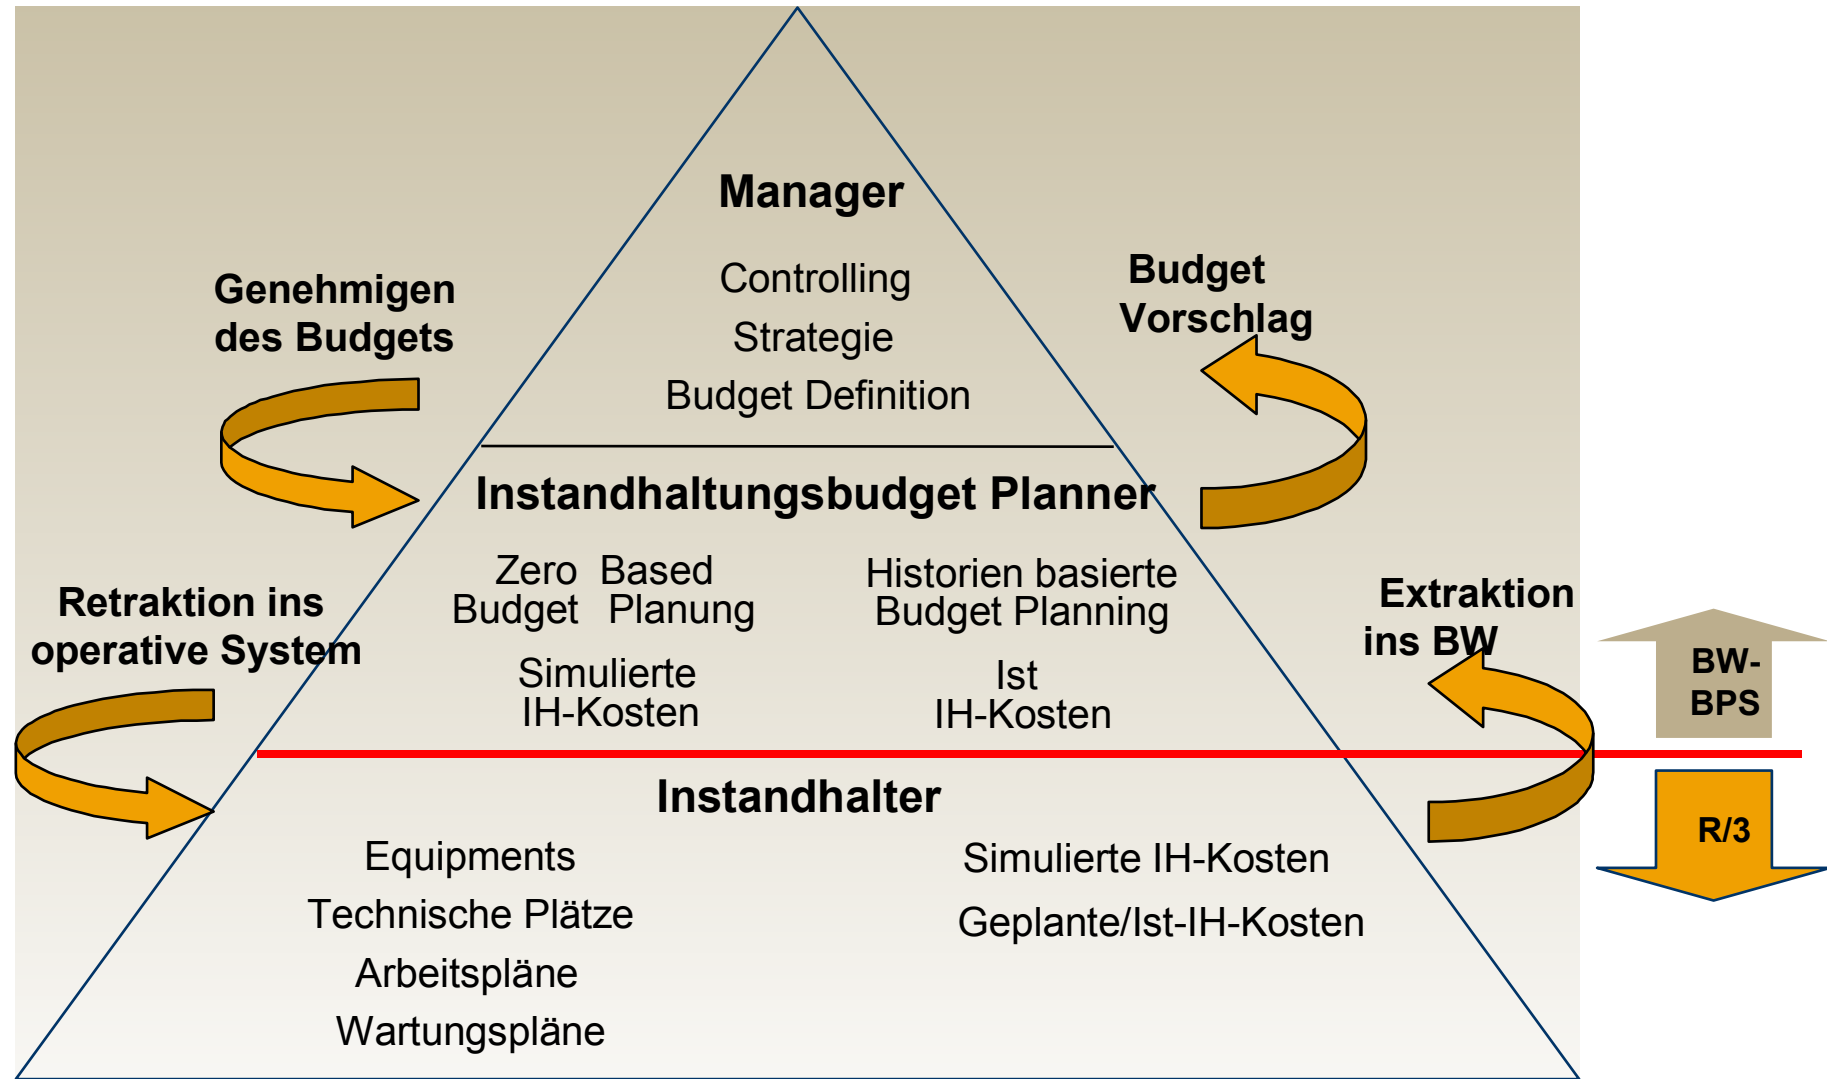 Manager
Controlling
Strategie
Budget Definition
Genehmigen
des Budgets
Budget
Vorschlag
Instandhaltungsbudget Planner
Zero Based
Budget Planung
Simulierte
IH-Kosten
Historien basierte
Budget Planning
Ist
IH-Kosten
Retraktion ins
operative System
Extraktion
ins BW
BW-
BPS
R/3
Instandhalter
Equipments
Technische Plätze
Arbeitspläne
Wartungspläne
Simulierte IH-Kosten
Geplante/Ist-IH-Kosten